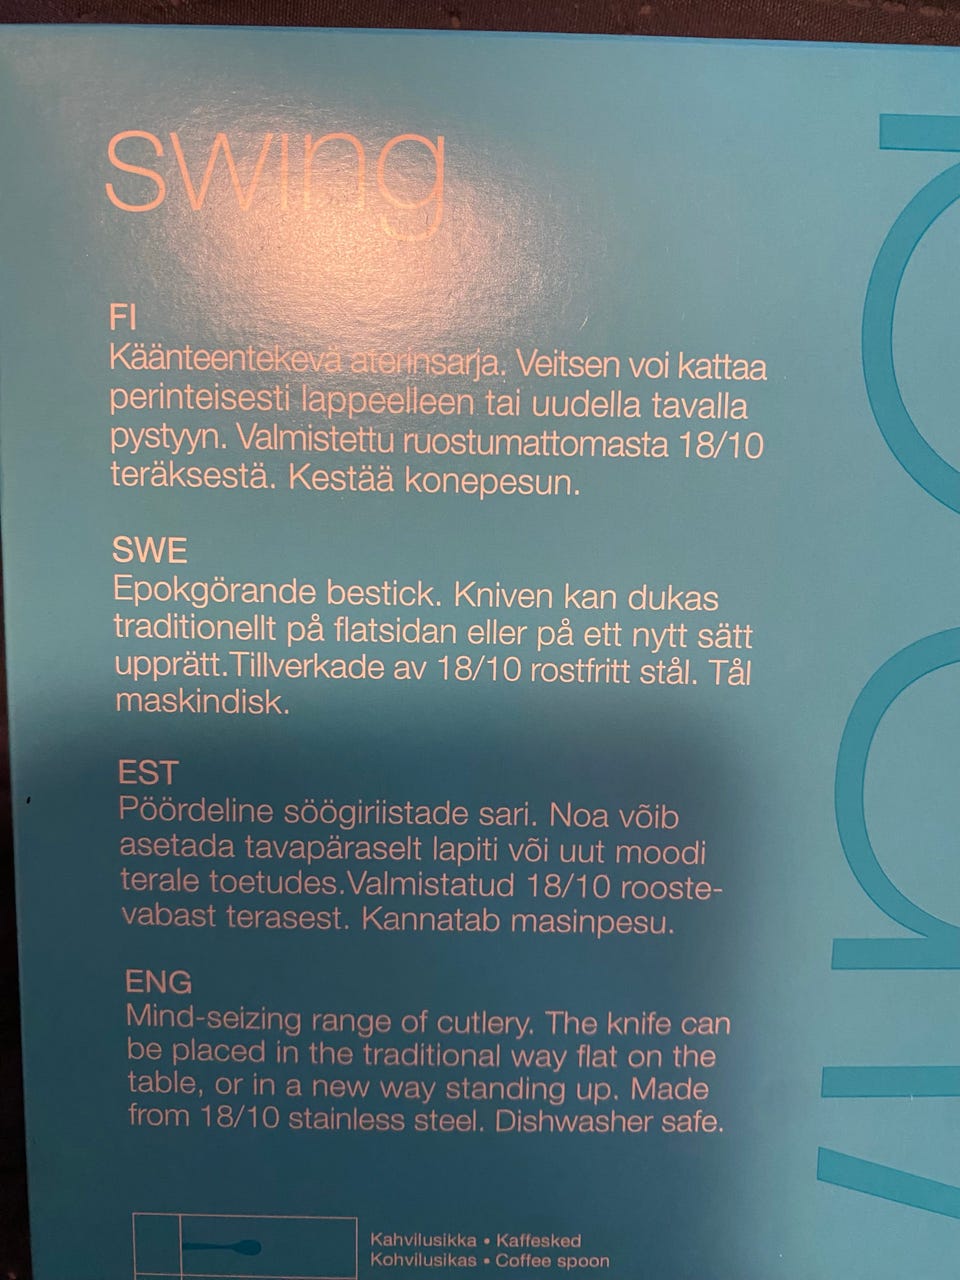 swing
FI
Käänteentekevä aterinsarja. Veitsen voi kattaa
perinteisesti lappeelleen tai uudella tavalla
pystyyn. Valmistettu ruostumattomasta 18/10
teräksestä. Kestää konepesun.
SWE
Epokgörande bestick. Kniven kan dukas
traditionellt på flatsidan eller på ett nytt sätt
upprätt.Tillverkade av 18/10 rostfritt stål. Tål
maskindisk.
EST
Pöördeline söögiriistade sari. Noa võib
asetada tavapäraselt lapiti või uut moodi
terale toetudes.Valmistatud 18/10 rooste-
vabast terasest. Kannatab masinpesu.
ENG
Mind-seizing range of cutlery. The knife can
be placed in the traditional way flat on the
table, or in a new way standing up. Made
from 18/10 stainless steel. Dishwasher safe.
Kahvilusikka • Kaffesked
Kohvilusikas • Coffee spoon